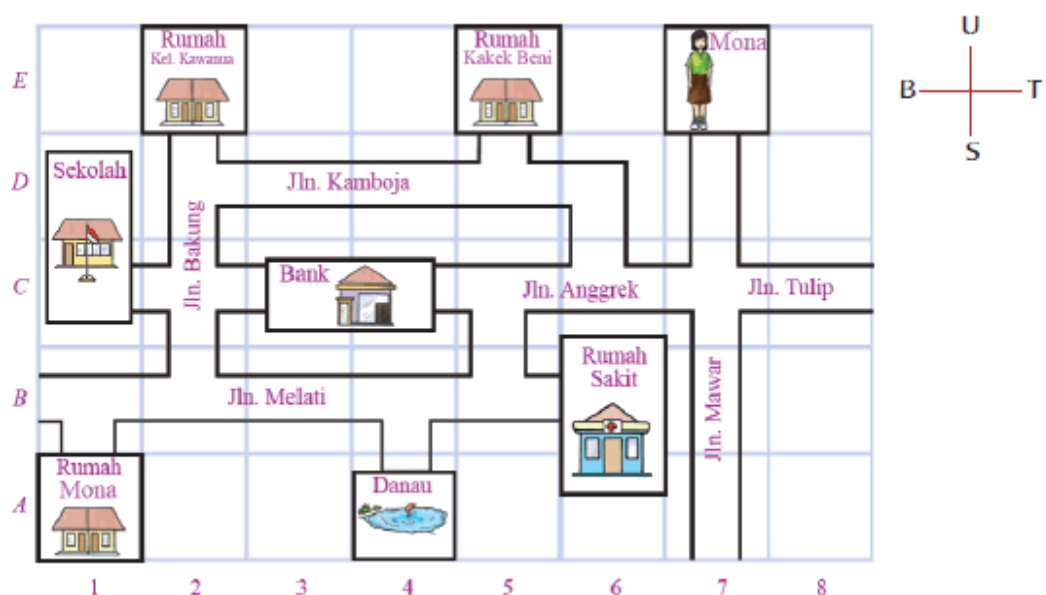 Rumah
Kel. Kawanua
Rumah
Kakek Beni
Mona
U
B
T
S
E
Sekolah
D
Jln. Kamboja
Jln. Bakung
C
Bank
Jln. Anggrek
Jln. Tulip
Rumah
Sakit
B
Jln. Melati
Jln. Mawar
Rumah
Mona
Danau
A
1 2 3 4 5 6 7 8